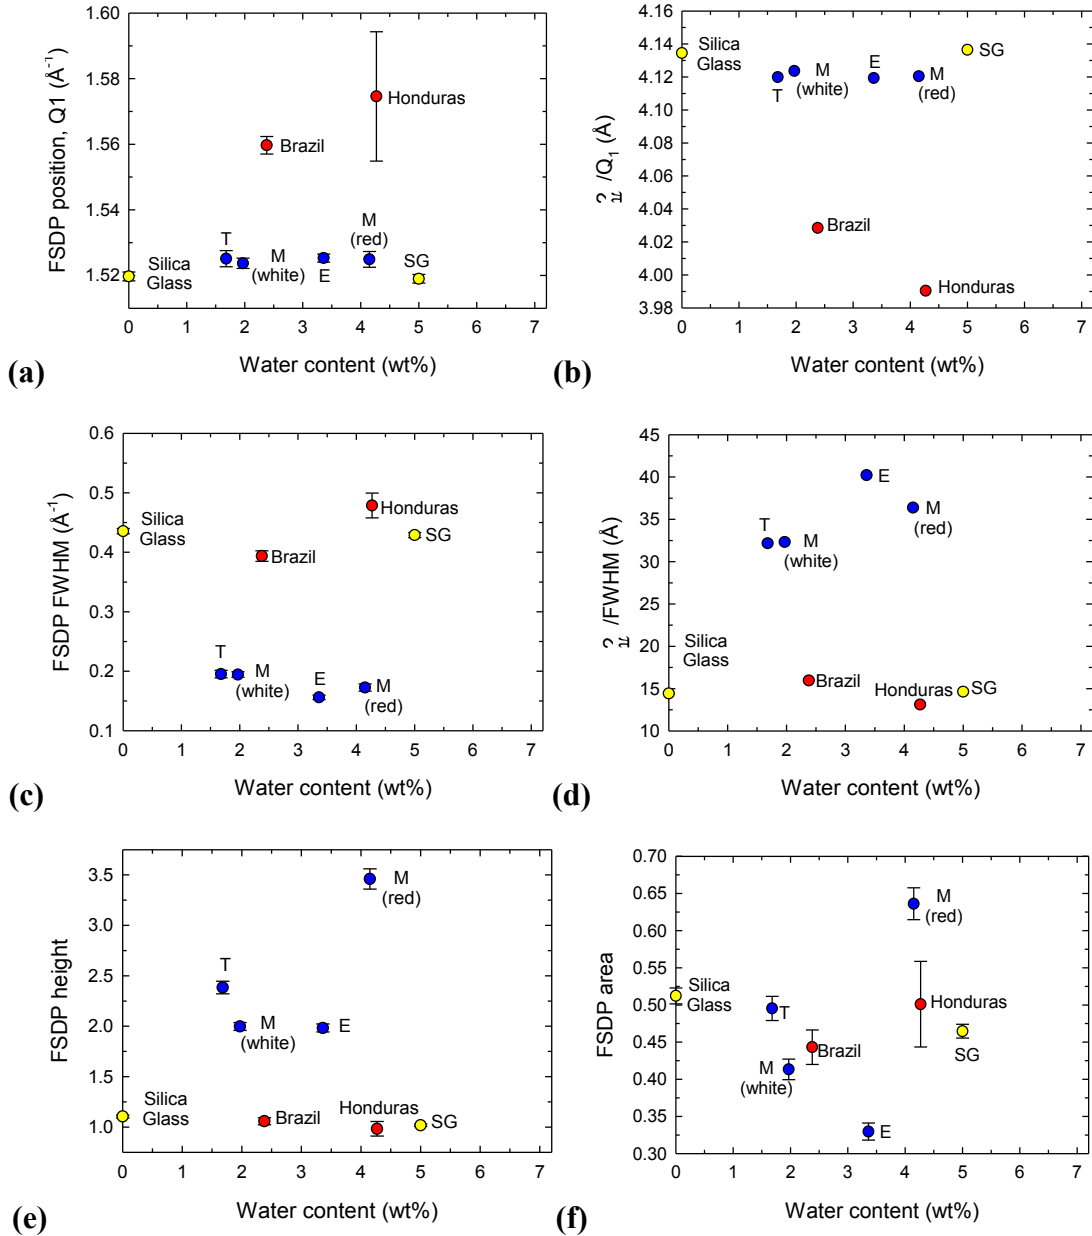 1.60
1.58
1.56
1.54
1.52
FSDP position, Q1 (Å⁻¹)
Honduras
Brazil
T
M
(white)
E
M
(red)
SG
Silica
Glass
0 1 2 3 4 5 6 7
Water content (wt%)
(a)
4.16
4.14
4.12
4.10
4.08
4.06
4.04
4.02
4.00
3.98
2π/Q₁ (Å)
Silica
Glass
T
M
(white)
E
M
(red)
SG
Brazil
Honduras
0 1 2 3 4 5 6 7
Water content (wt%)
(b)
0.6
0.5
0.4
0.3
0.2
0.1
FSDP FWHM (Å⁻¹)
Silica
Glass
Honduras
SG
Brazil
T
M
(white)
E
M
(red)
0 1 2 3 4 5 6 7
Water content (wt%)
(c)
45
40
35
30
25
20
15
10
2π/FWHM (Å)
E
M
(red)
T
M
(white)
Silica
Glass
Brazil
Honduras
SG
0 1 2 3 4 5 6 7
Water content (wt%)
(d)
3.5
3.0
2.5
2.0
1.5
1.0
FSDP height
M
(red)
T
M
(white)
E
Silica
Glass
Brazil
Honduras
SG
0 1 2 3 4 5 6 7
Water content (wt%)
(e)
0.70
0.65
0.60
0.55
0.50
0.45
0.40
0.35
0.30
FSDP area
M
(red)
Silica
Glass
T
Honduras
Brazil
SG
M
(white)
E
0 1 2 3 4 5 6 7
Water content (wt%)
(f)